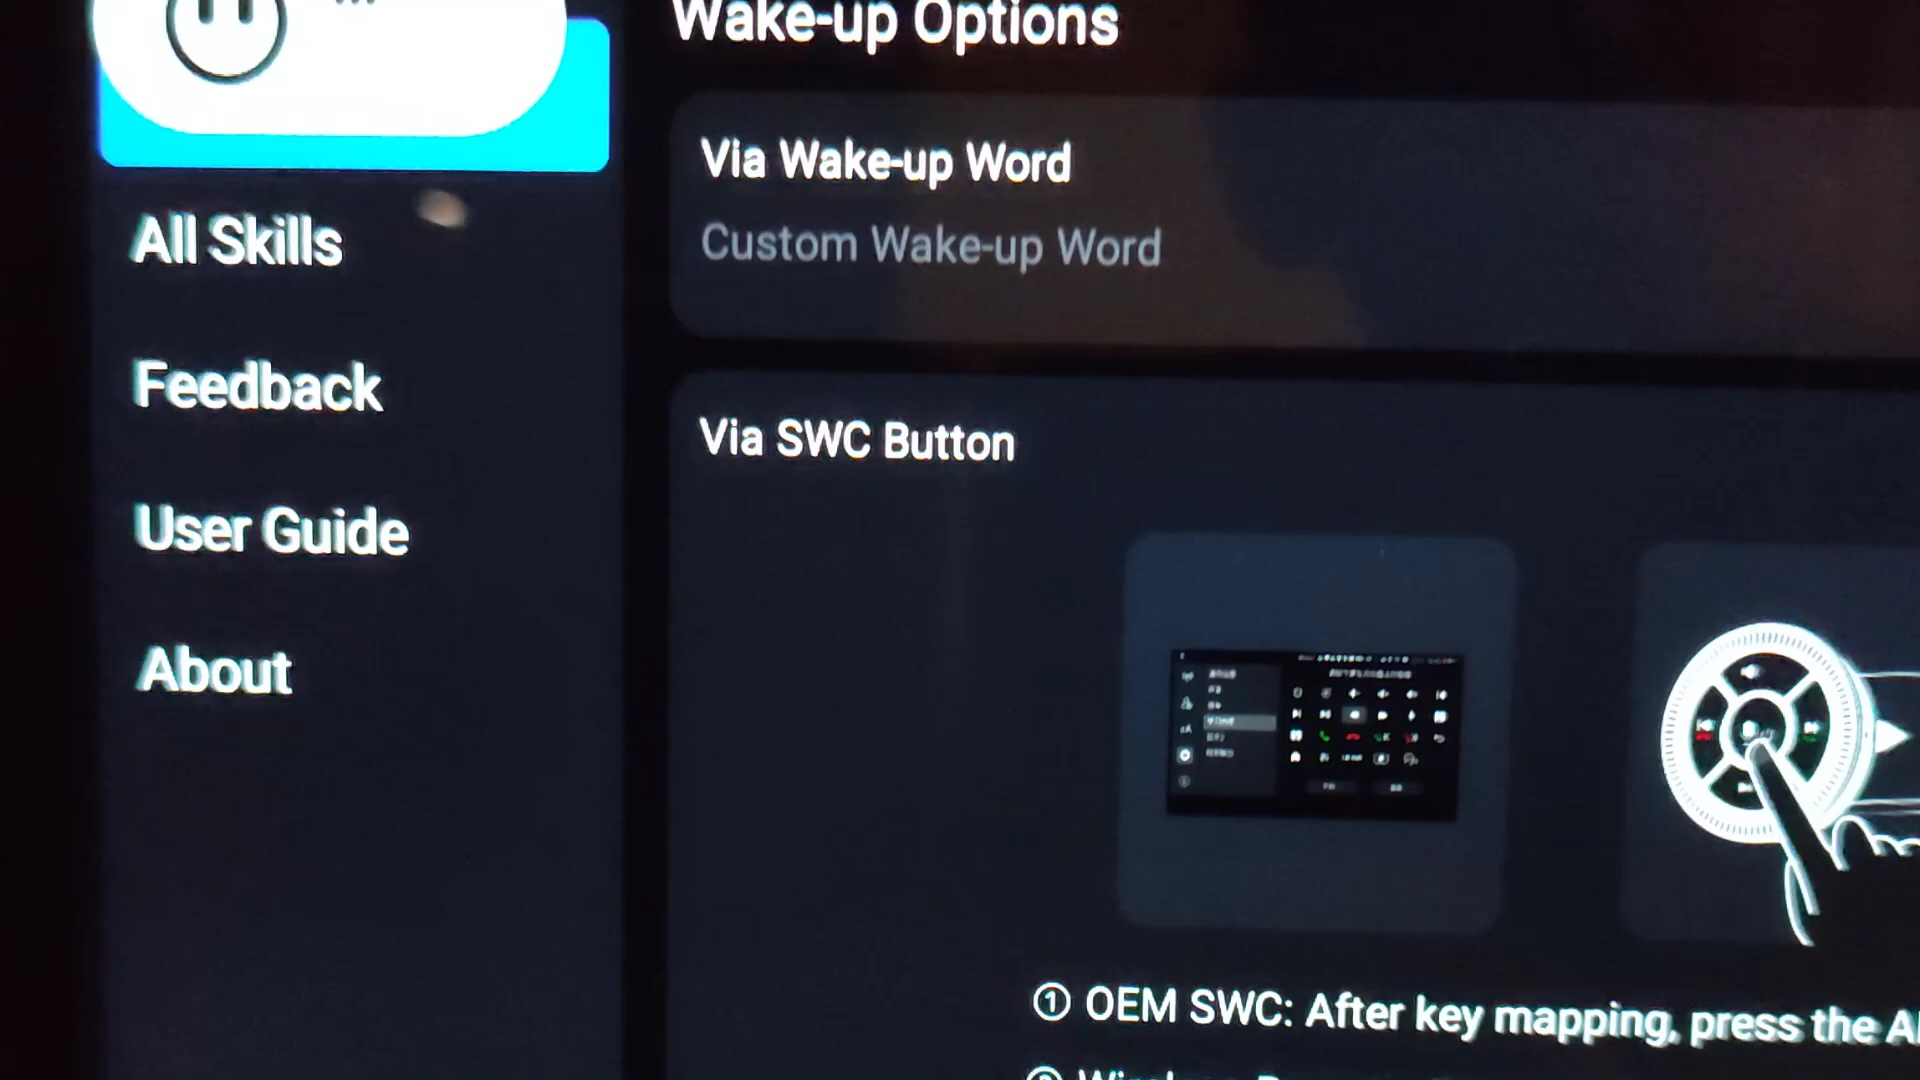 Wake-up Options
Via Wake-up Word
Custom Wake-up Word
All Skills
Feedback
User Guide
About
Via SWC Button
① OEM SWC: After key mapping, press the